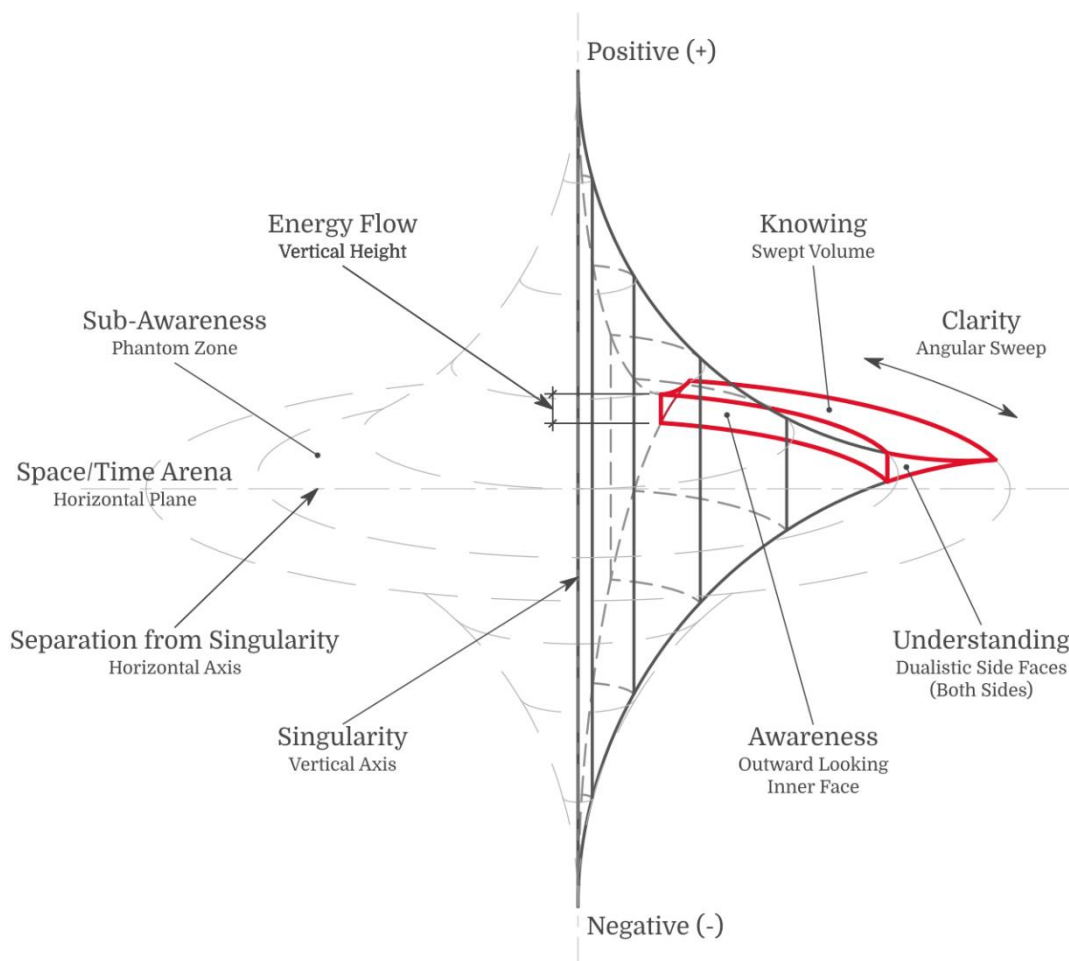 Positive (+)
Energy Flow
Vertical Height
Knowing
Swept Volume
Sub-Awareness
Phantom Zone
Clarity
Angular Sweep
Space/Time Arena
Horizontal Plane
Separation from Singularity
Horizontal Axis
Understanding
Dualistic Side Faces
(Both Sides)
Singularity
Vertical Axis
Awareness
Outward Looking
Inner Face
Negative (-)